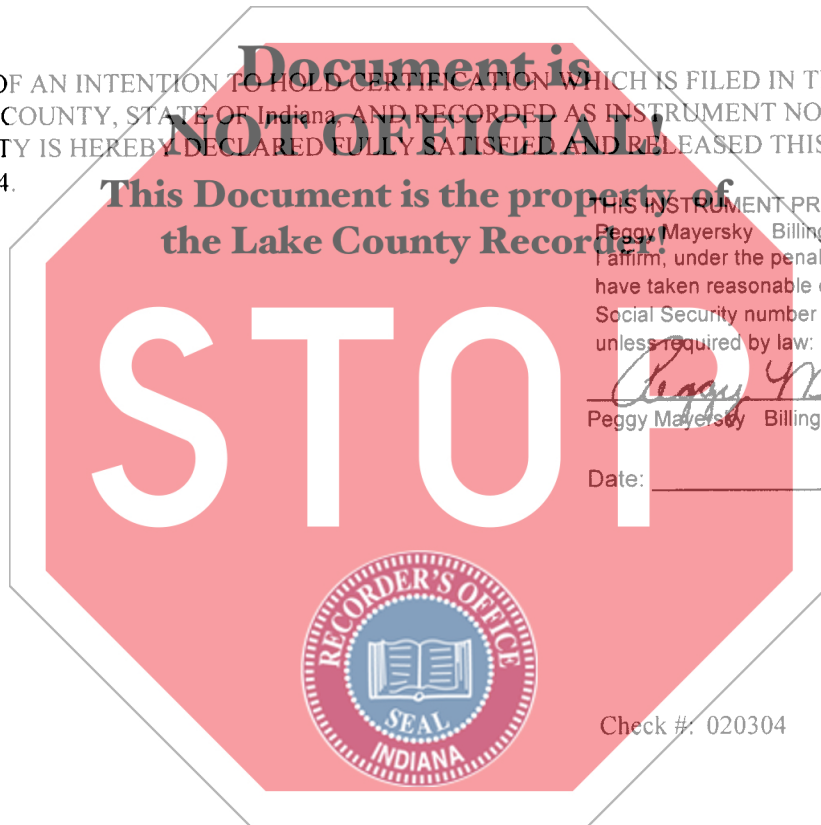 Document is
OF AN INTENTION TO HOLD CERTIFICATION WHICH IS FILED IN
COUNTY, STATE OF Indiana, AND RECORDED AS INSTRUMENT NO
NOT OFFICIAL!
TY IS HEREBY DECLARED FULLY SATISFIED AND RELEASED THIS
4.
This Document is the property of
the Lake County Recorder!
THIS INSTRUMENT PR
Peggy Mayersky Billing
I affirm, under the penal
have taken reasonable
Social Security number
unless required by law:
Peggy M
Peggy Mayersky Billing
Date:
STOP
RECORDER'S OFFICE
SEAL
INDIANA
Check #: 020304